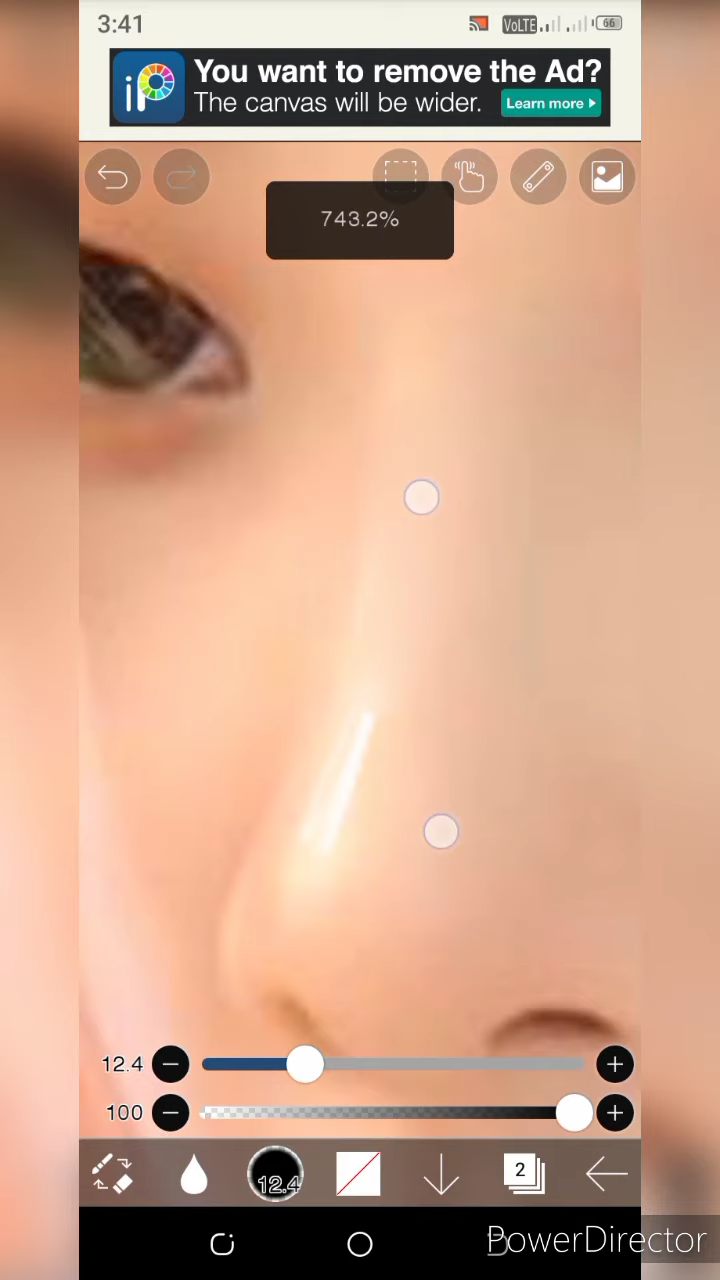 3:41
VoLTE
66
iP
You want to remove the Ad?
The canvas will be wider.
Learn more
743.2%
12.4
100
12.4
2
PowerDirector